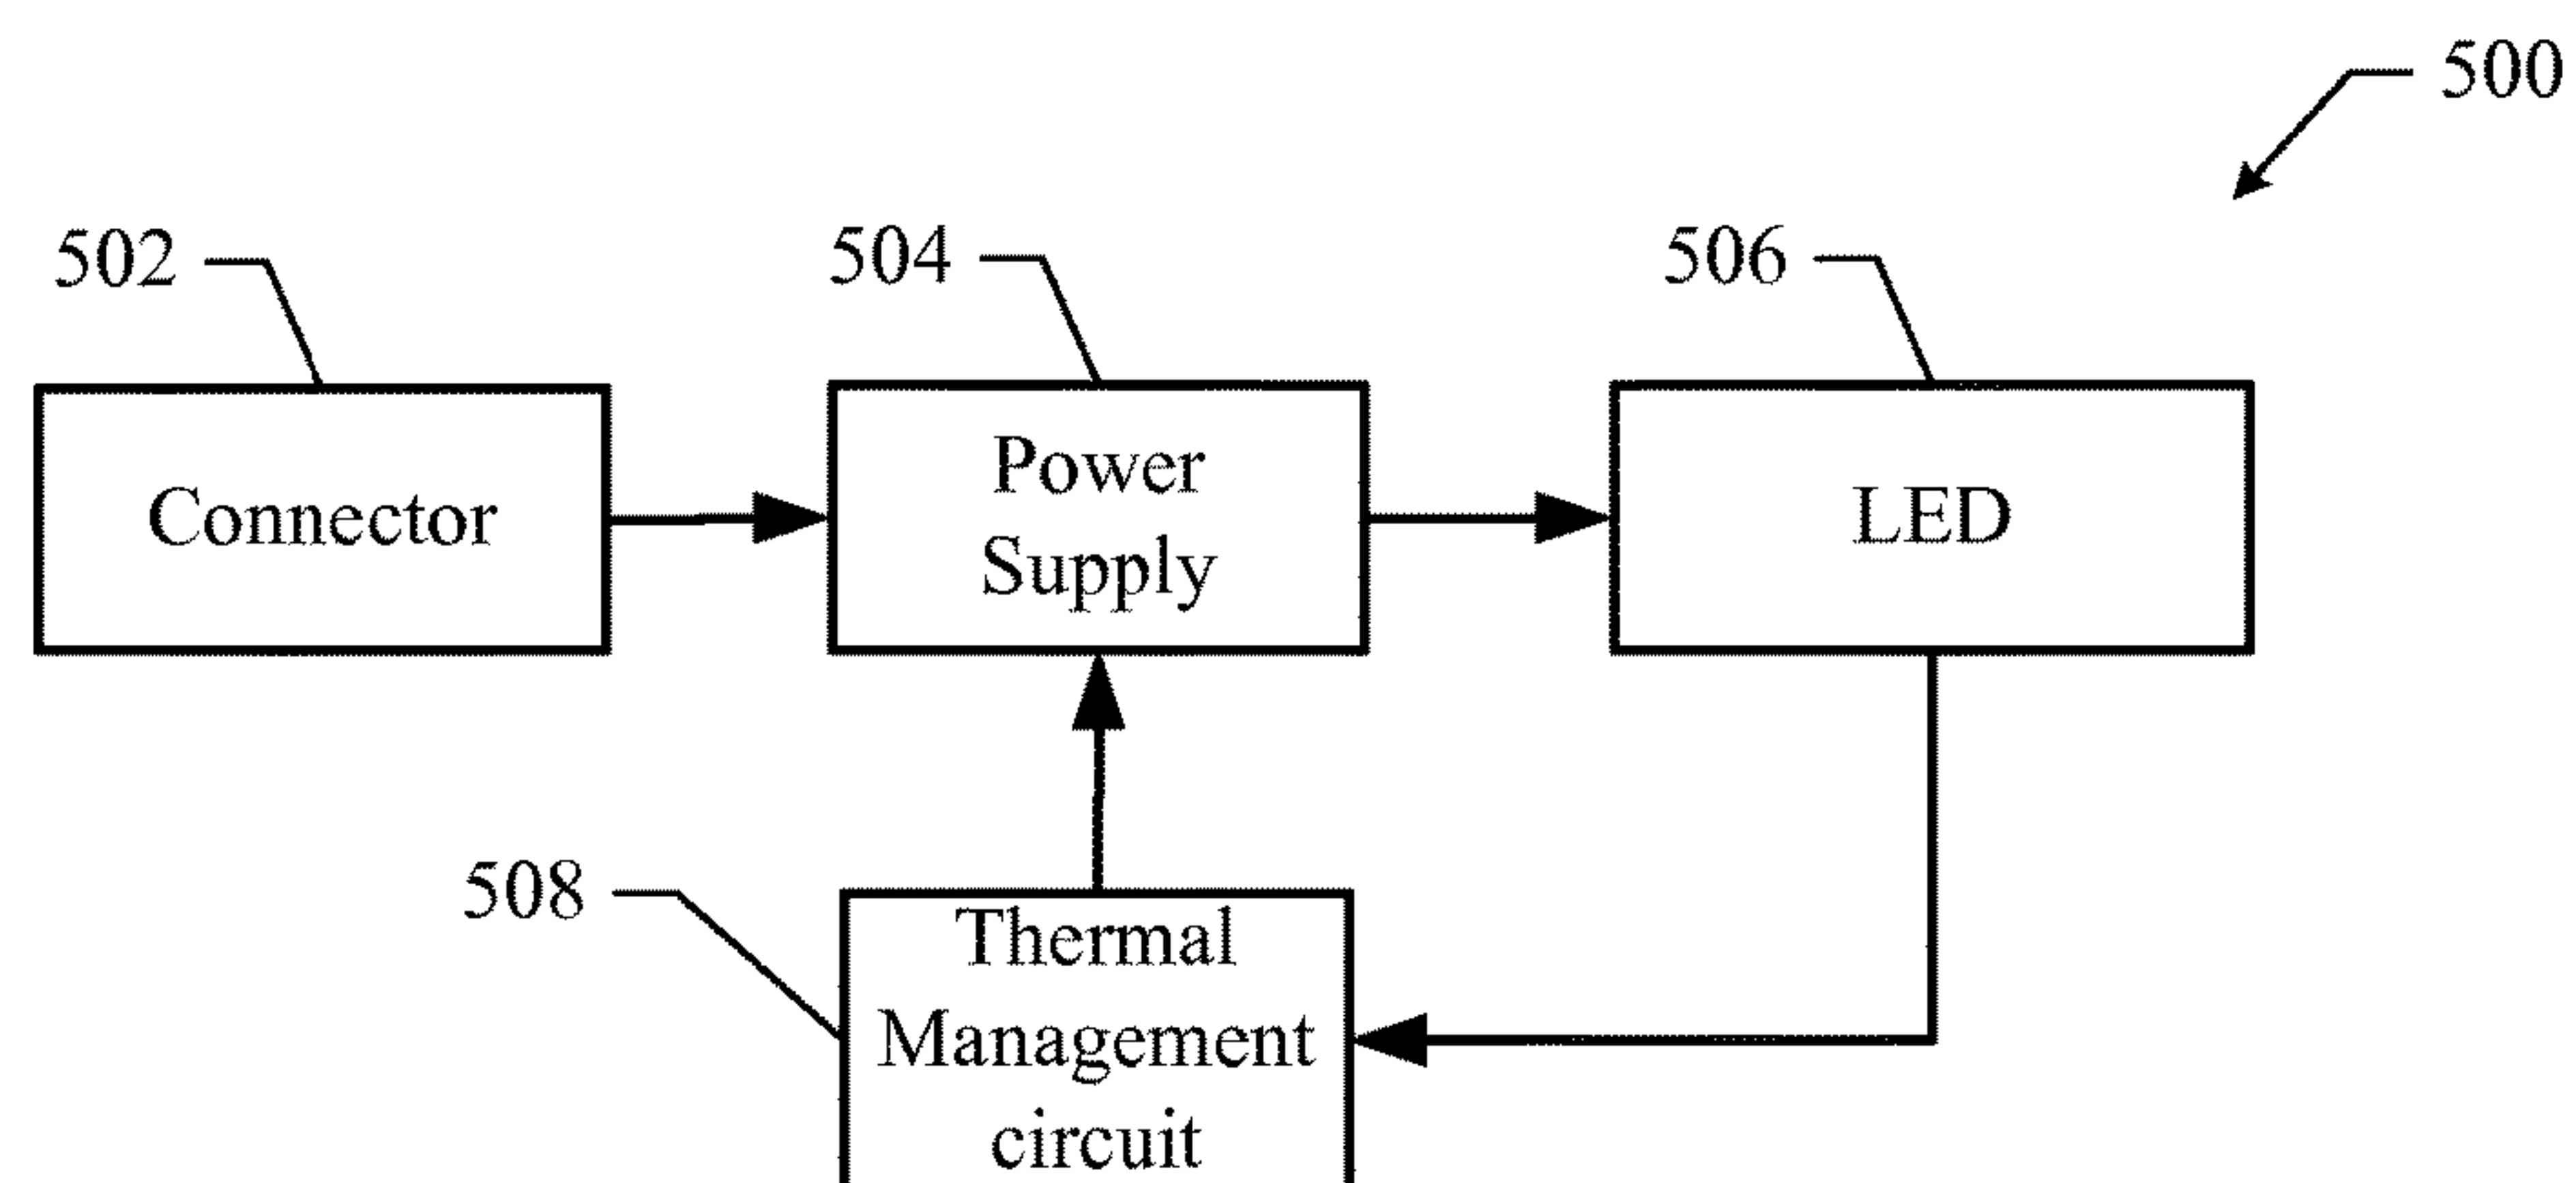 500
502
504
506
Connector
Power
Supply
LED
508
Thermal
Management
circuit